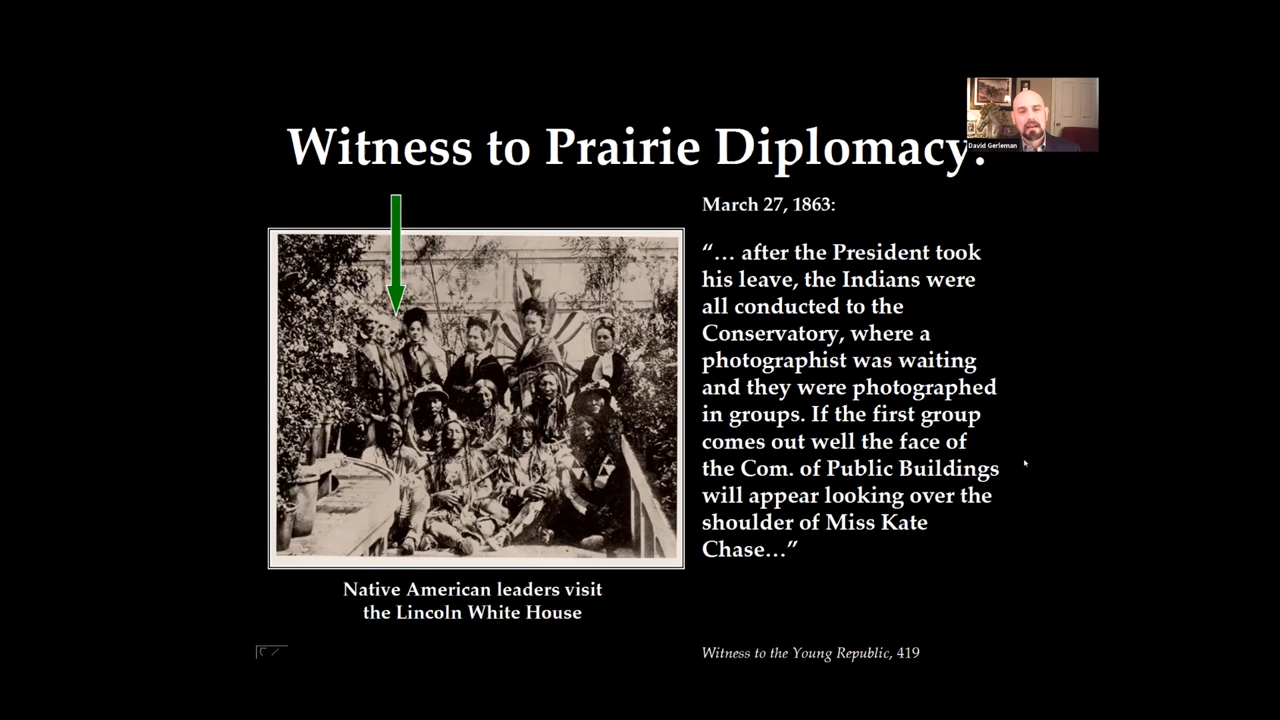 Witness to Prairie Diplomacy:
David Gerleman
March 27, 1863:
“… after the President took
his leave, the Indians were
all conducted to the
Conservatory, where a
photographist was waiting
and they were photographed
in groups. If the first group
comes out well the face of
the Com. of Public Buildings
will appear looking over the
shoulder of Miss Kate
Chase…”
Native American leaders visit
the Lincoln White House
Witness to the Young Republic, 419